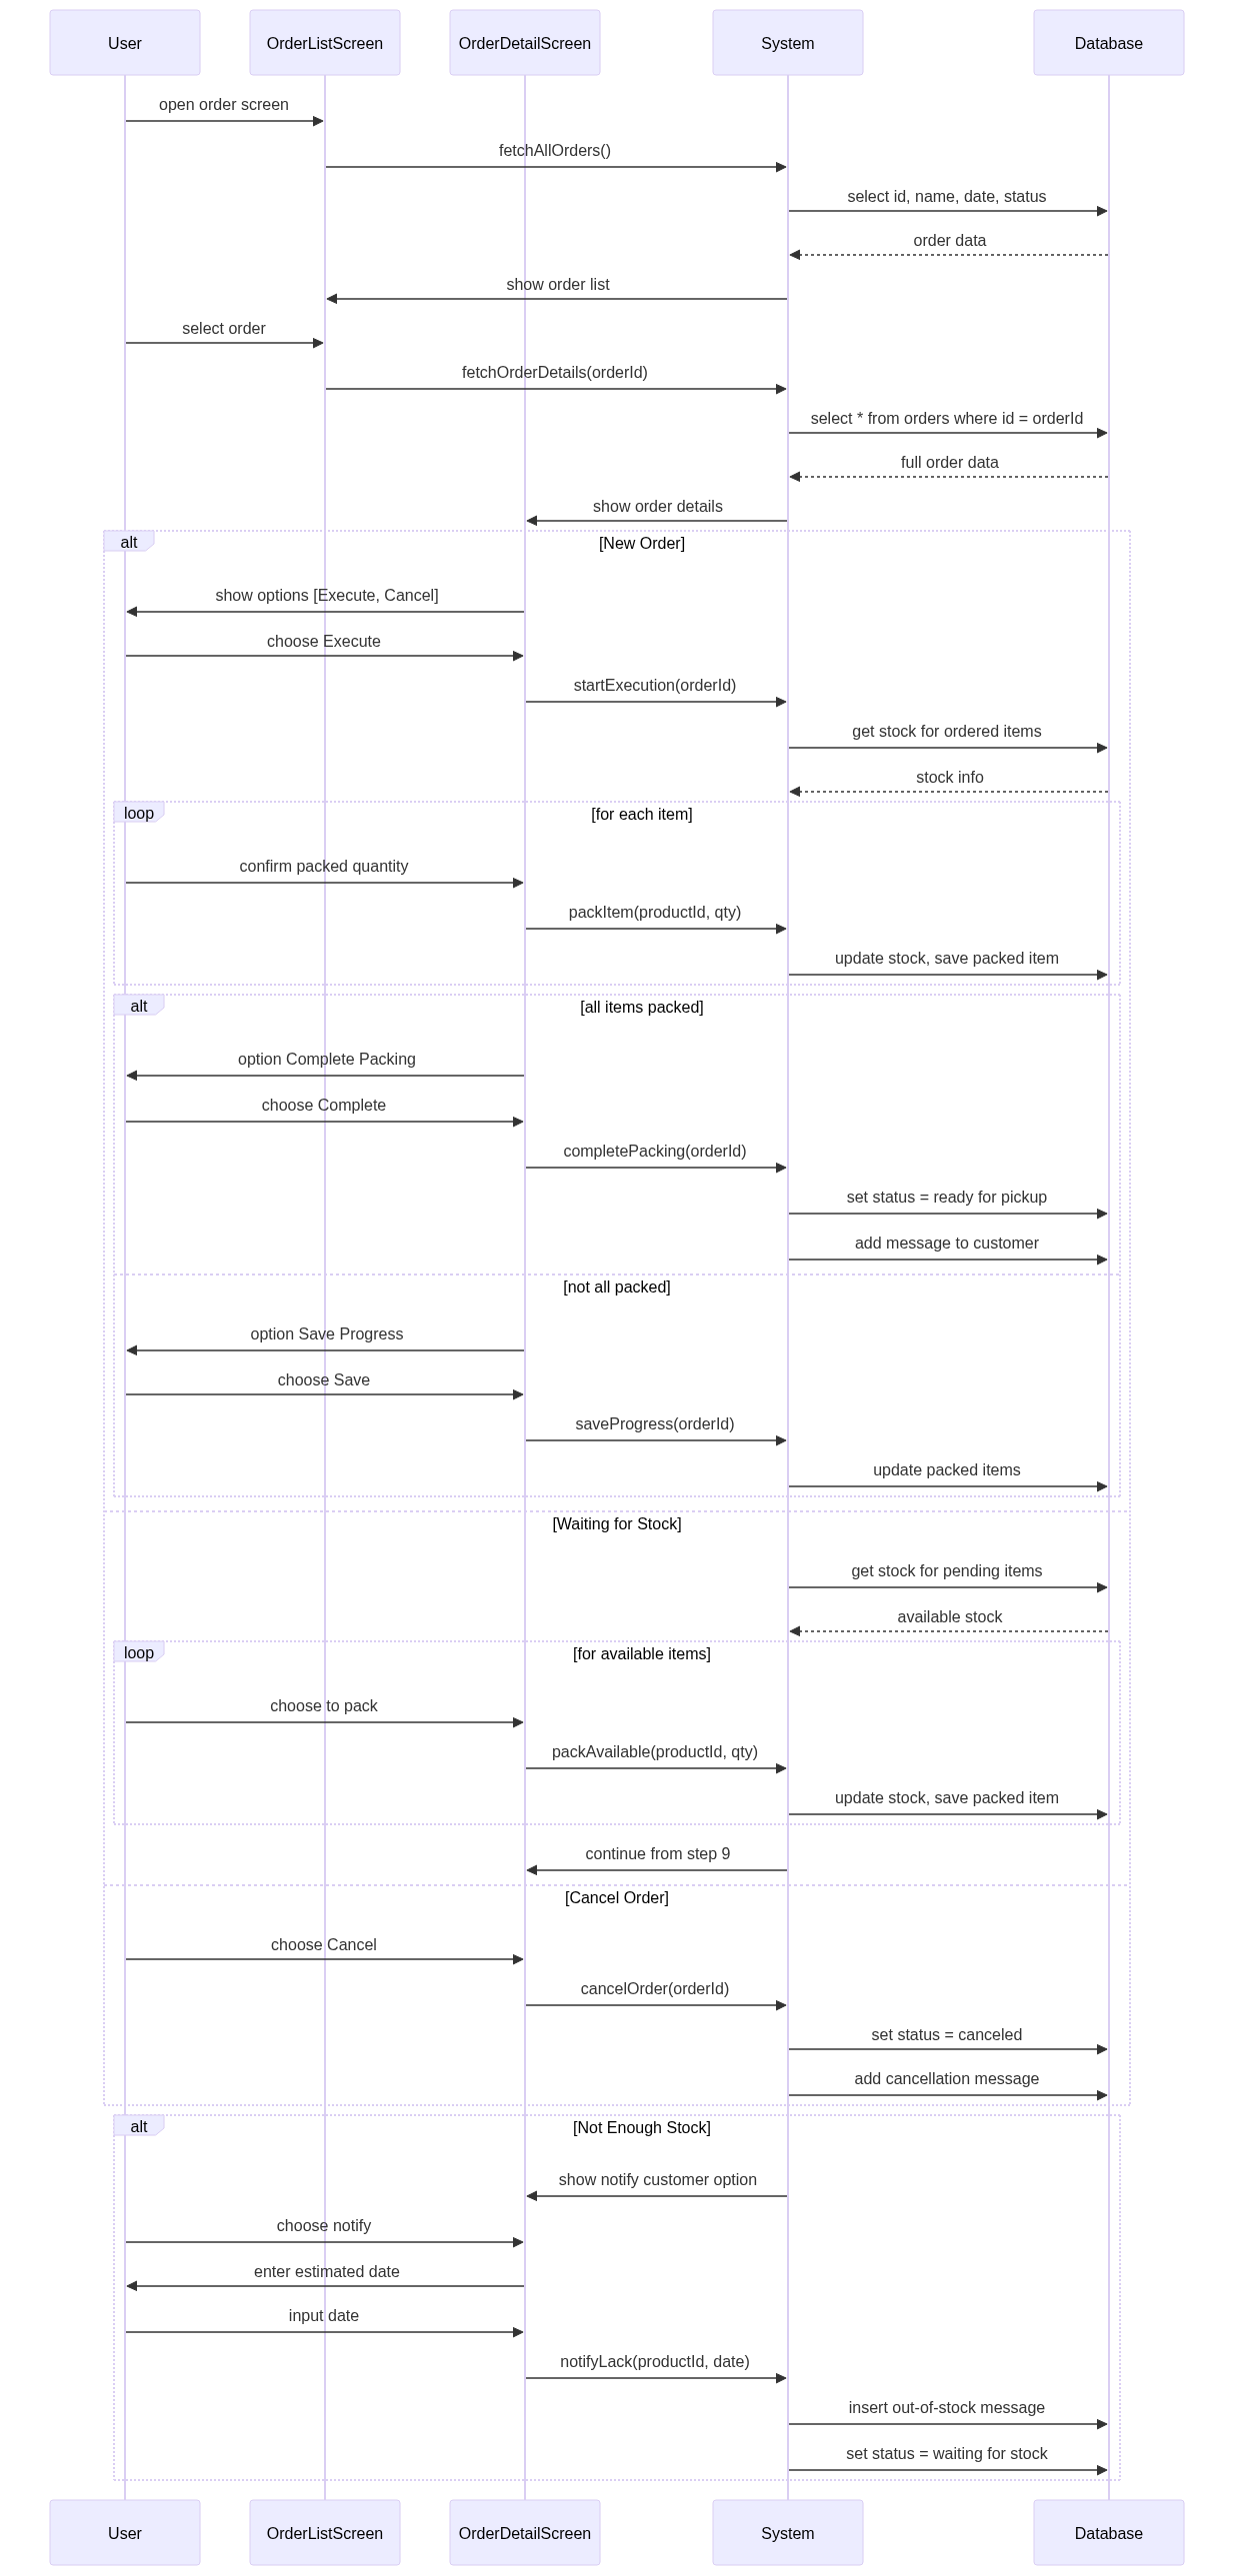 User
OrderListScreen
OrderDetailScreen
System
Database
open order screen
fetchAllOrders()
select id, name, date, status
order data
show order list
select order
fetchOrderDetails(orderId)
select * from orders where id = orderId
full order data
show order details
alt
[New Order]
show options [Execute, Cancel]
choose Execute
startExecution(orderId)
get stock for ordered items
stock info
loop
[for each item]
confirm packed quantity
packItem(productId, qty)
update stock, save packed item
alt
[all items packed]
option Complete Packing
choose Complete
completePacking(orderId)
set status = ready for pickup
add message to customer
[not all packed]
option Save Progress
choose Save
saveProgress(orderId)
update packed items
[Waiting for Stock]
get stock for pending items
available stock
loop
[for available items]
choose to pack
packAvailable(productId, qty)
update stock, save packed item
continue from step 9
[Cancel Order]
choose Cancel
cancelOrder(orderId)
set status = canceled
add cancellation message
alt
[Not Enough Stock]
show notify customer option
choose notify
enter estimated date
input date
notifyLack(productId, date)
insert out-of-stock message
set status = waiting for stock
User
OrderListScreen
OrderDetailScreen
System
Database